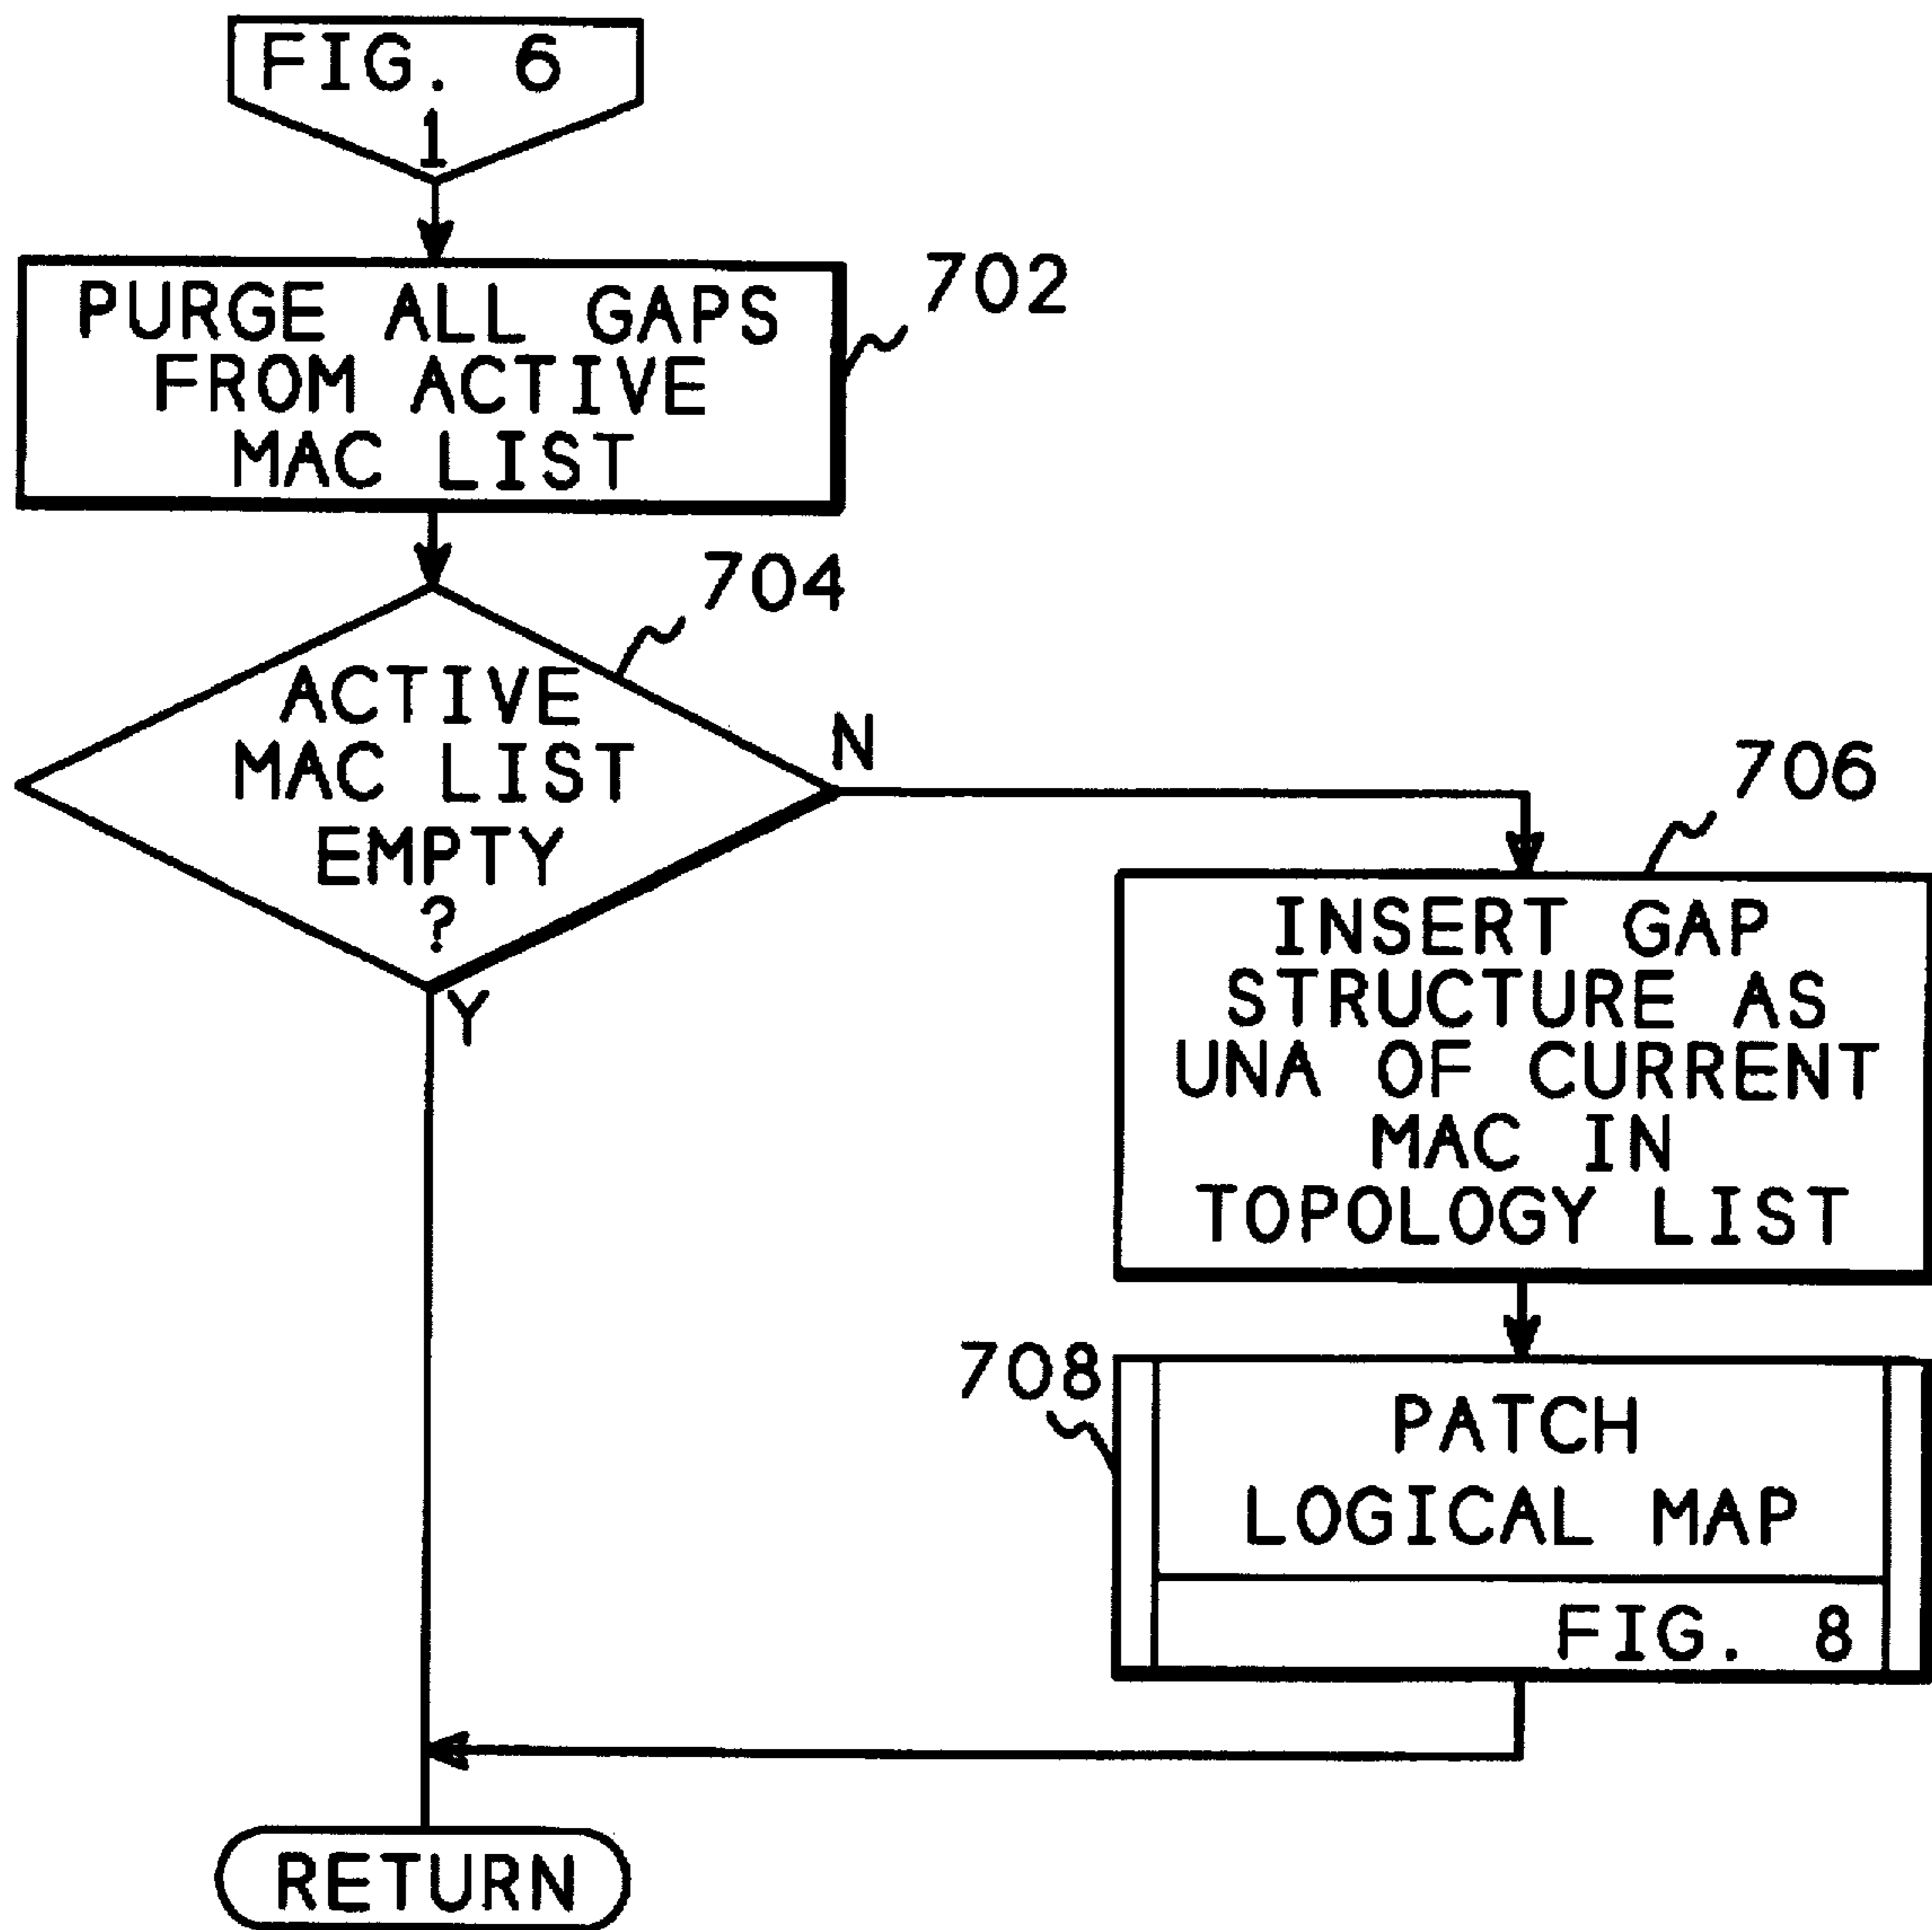 FIG. 6
1
702
PURGE ALL GAPS
FROM ACTIVE
MAC LIST
704
ACTIVE
MAC LIST
EMPTY
?
N
Y
706
INSERT GAP
STRUCTURE AS
UNA OF CURRENT
MAC IN
TOPOLOGY LIST
708
PATCH
LOGICAL MAP
FIG. 8
RETURN